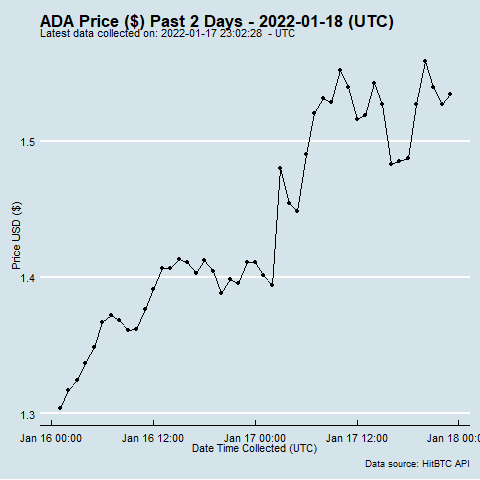 ADA Price ($) Past 2 Days - 2022-01-18 (UTC)
Latest data collected on: 2022-01-17 23:02:28  - UTC
Price USD ($)
1.5
1.4
1.3
Jan 16 00:00 Jan 16 12:00 Jan 17 00:00 Jan 17 12:00 Jan 18 00:00
Date Time Collected (UTC)
Data source: HitBTC API